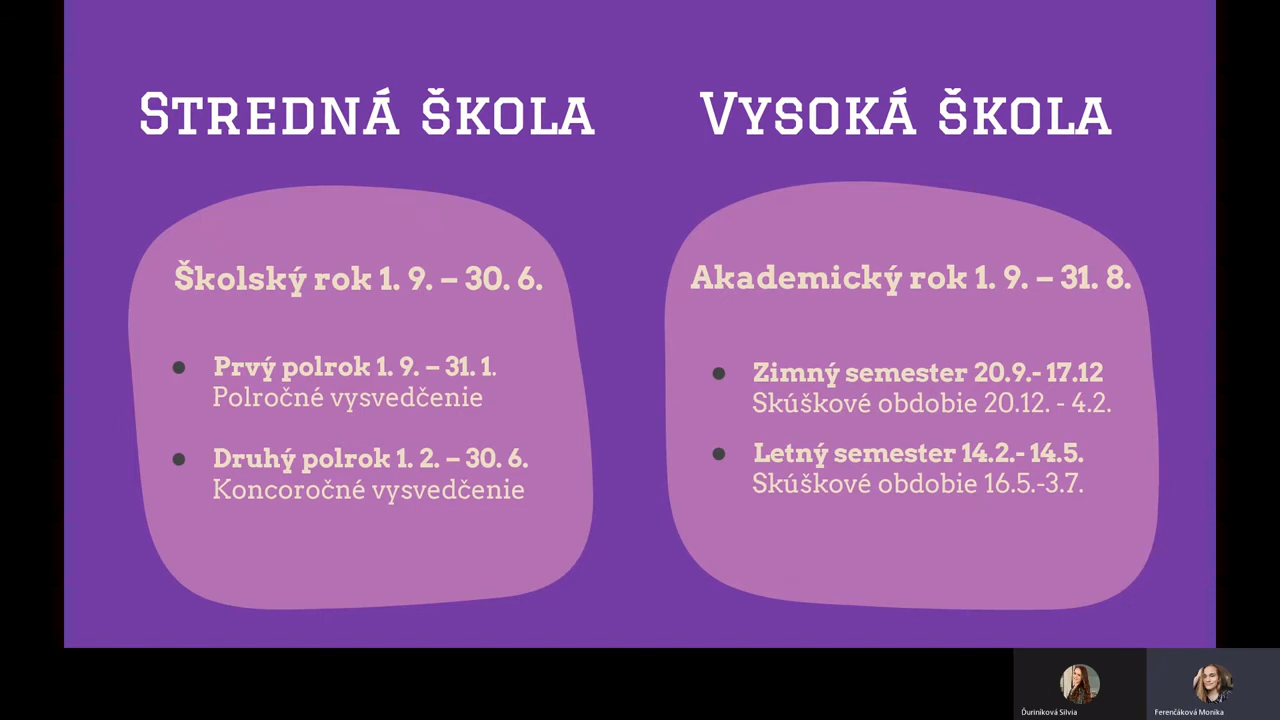 Stredná škola
Školský rok 1. 9. – 30. 6.
Prvý polrok 1. 9. – 31. 1.
Polročné vysvedčenie
Druhý polrok 1. 2. – 30. 6.
Koncoročné vysvedčenie
Vysoká škola
Akademický rok 1. 9. – 31. 8.
Zimný semester 20.9.- 17.12
Skúškové obdobie 20.12. - 4.2.
Letný semester 14.2.- 14.5.
Skúškové obdobie 16.5.-3.7.
Ďuriníková Silvia
Ferenčáková Monika